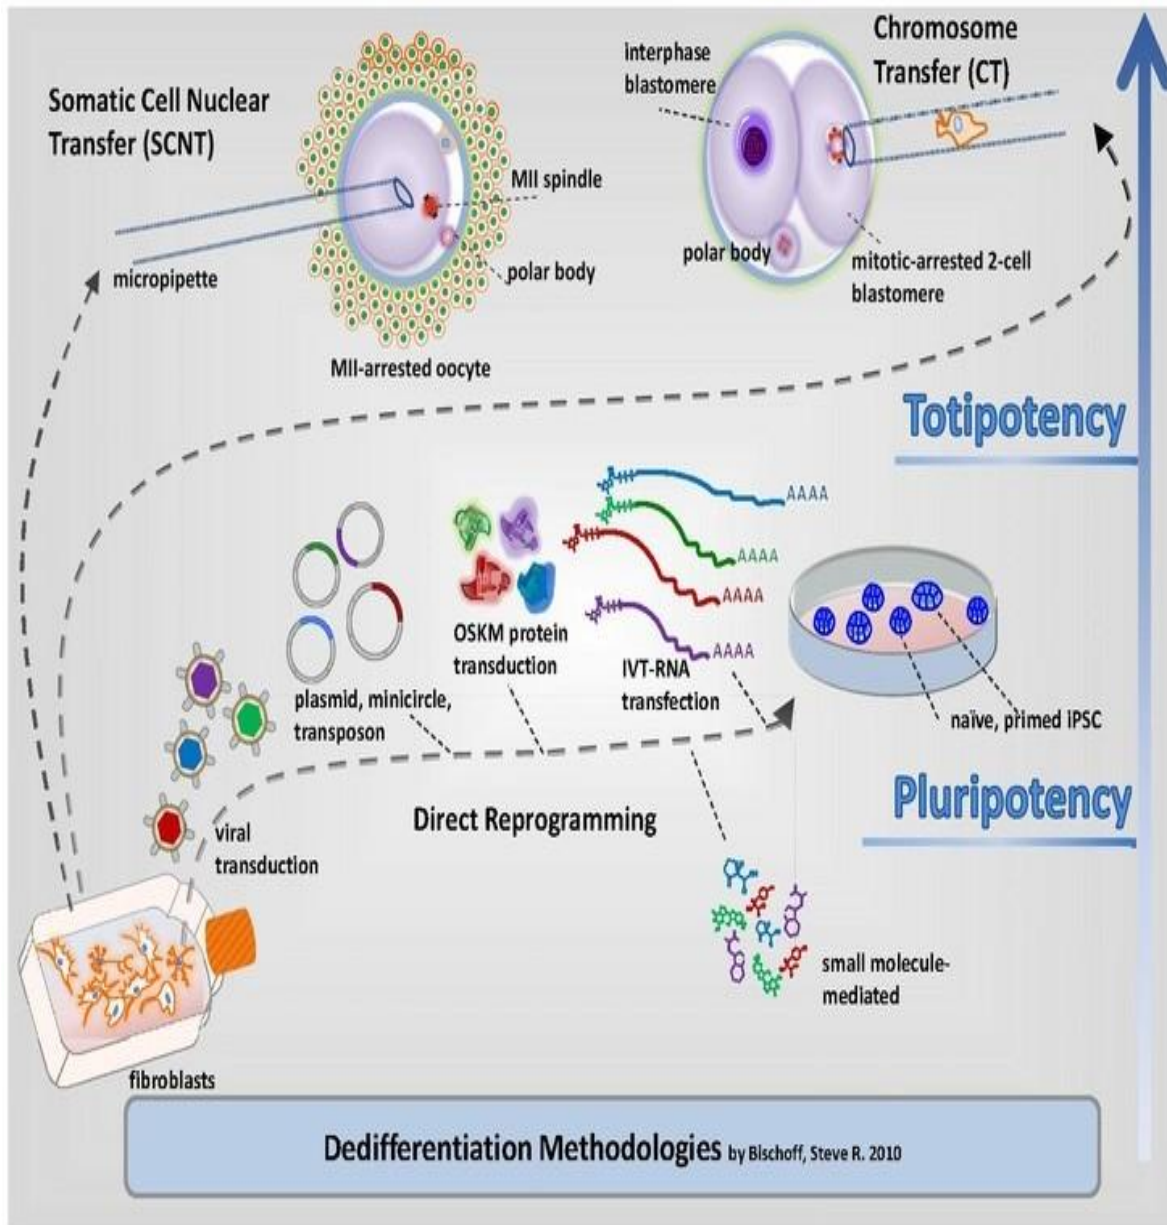 Somatic Cell Nuclear
Transfer (SCNT)
micropipette
MII spindle
polar body
MII-arrested oocyte
interphase
blastomere
Chromosome
Transfer (CT)
polar body
mitotic-arrested 2-cell
blastomere
Totipotency
AAAA
AAAA
AAAA
AAAA
OSKM protein
transduction
IVT-RNA
transfection
plasmid, minicircle,
transposon
naïve, primed iPSC
Pluripotency
Direct Reprogramming
viral
transduction
small molecule-
mediated
fibroblasts
Dedifferentiation Methodologies by Bischoff, Steve R. 2010